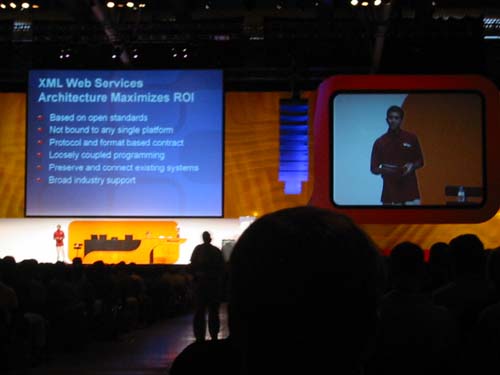 XML Web Services
Architecture Maximizes ROI
Based on open standards
Not bound to any single platform
Protocol and format based contract
Loosely coupled programming
Preserve and connect existing systems
Broad industry support